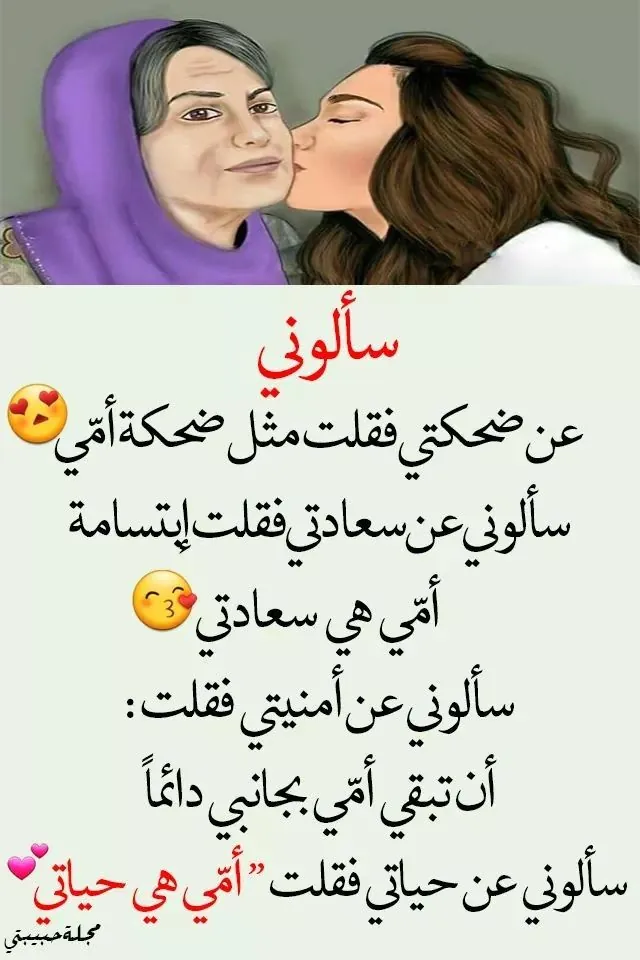 سألوني
عن ضحكتي فقلت مثل ضحكة أمّي😍
سألوني عن سعادتي فقلت إبتسامة
أمّي هي سعادتي😙
سألوني عن أمنيتي فقلت :
أن تبقي أمّي بجانبي دائماً
سألوني عن حياتي فقلت ” أمّي هي حياتي💕
مجلة حبيبتي